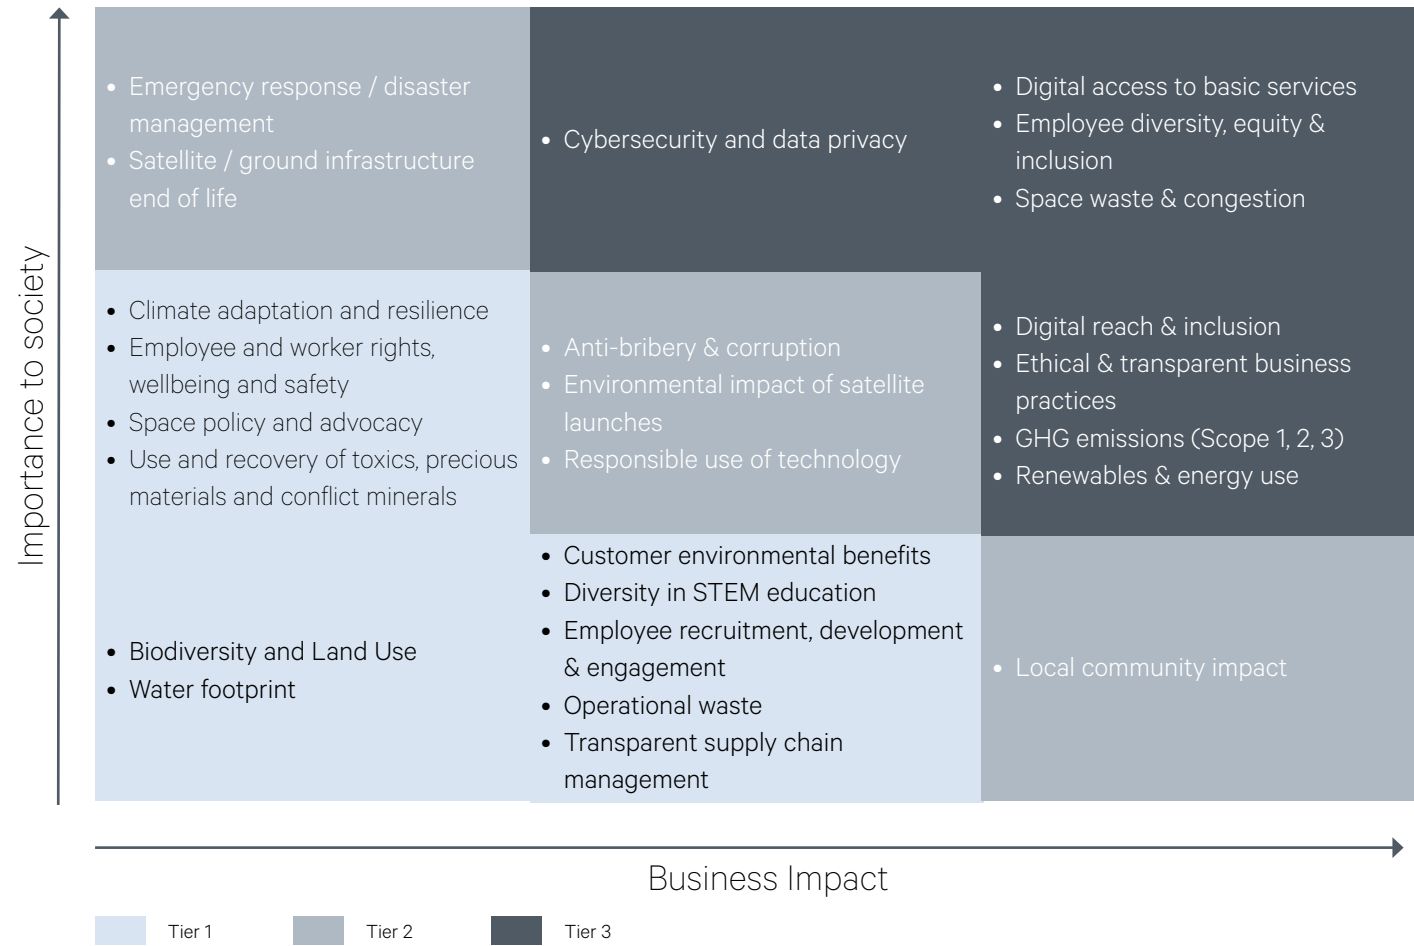 Importance to society
• Emergency response / disaster
management
• Satellite / ground infrastructure
end of life
• Cybersecurity and data privacy
• Digital access to basic services
• Employee diversity, equity &
inclusion
• Space waste & congestion
• Climate adaptation and resilience
• Employee and worker rights,
wellbeing and safety
• Space policy and advocacy
• Use and recovery of toxics, precious
materials and conflict minerals
• Anti-bribery & corruption
• Environmental impact of satellite
launches
• Responsible use of technology
• Digital reach & inclusion
• Ethical & transparent business
practices
• GHG emissions (Scope 1, 2, 3)
• Renewables & energy use
• Biodiversity and Land Use
• Water footprint
• Customer environmental benefits
• Diversity in STEM education
• Employee recruitment, development
& engagement
• Operational waste
• Transparent supply chain
management
• Local community impact
Business Impact
Tier 1
Tier 2
Tier 3